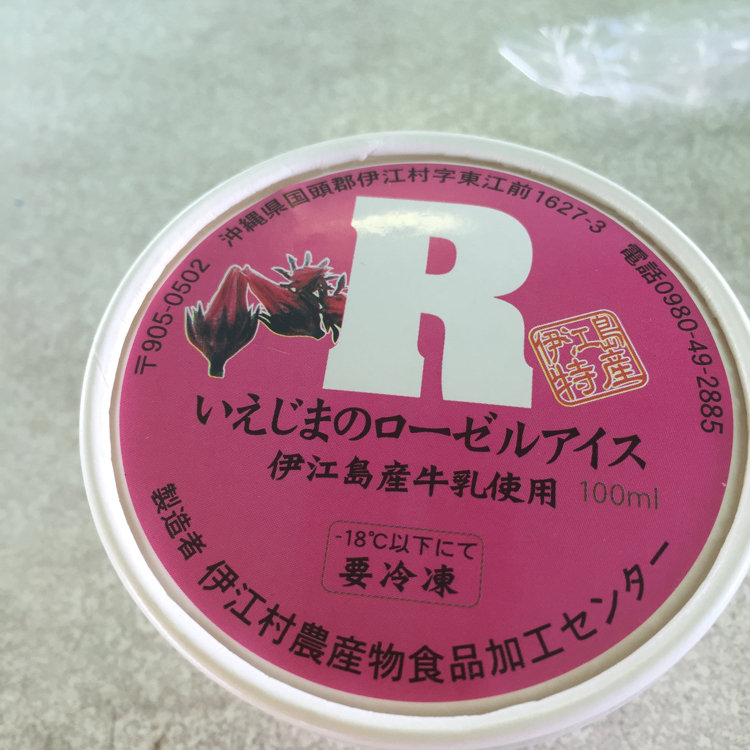 〒905-0502 沖縄県国頭郡伊江村字東江前1627-3 電話0980-49-2885
R
伊江島特産
いえじまのローゼルアイス
伊江島産牛乳使用 100ml
-18℃以下にて
要冷凍
製造者 伊江村農産物食品加工センター